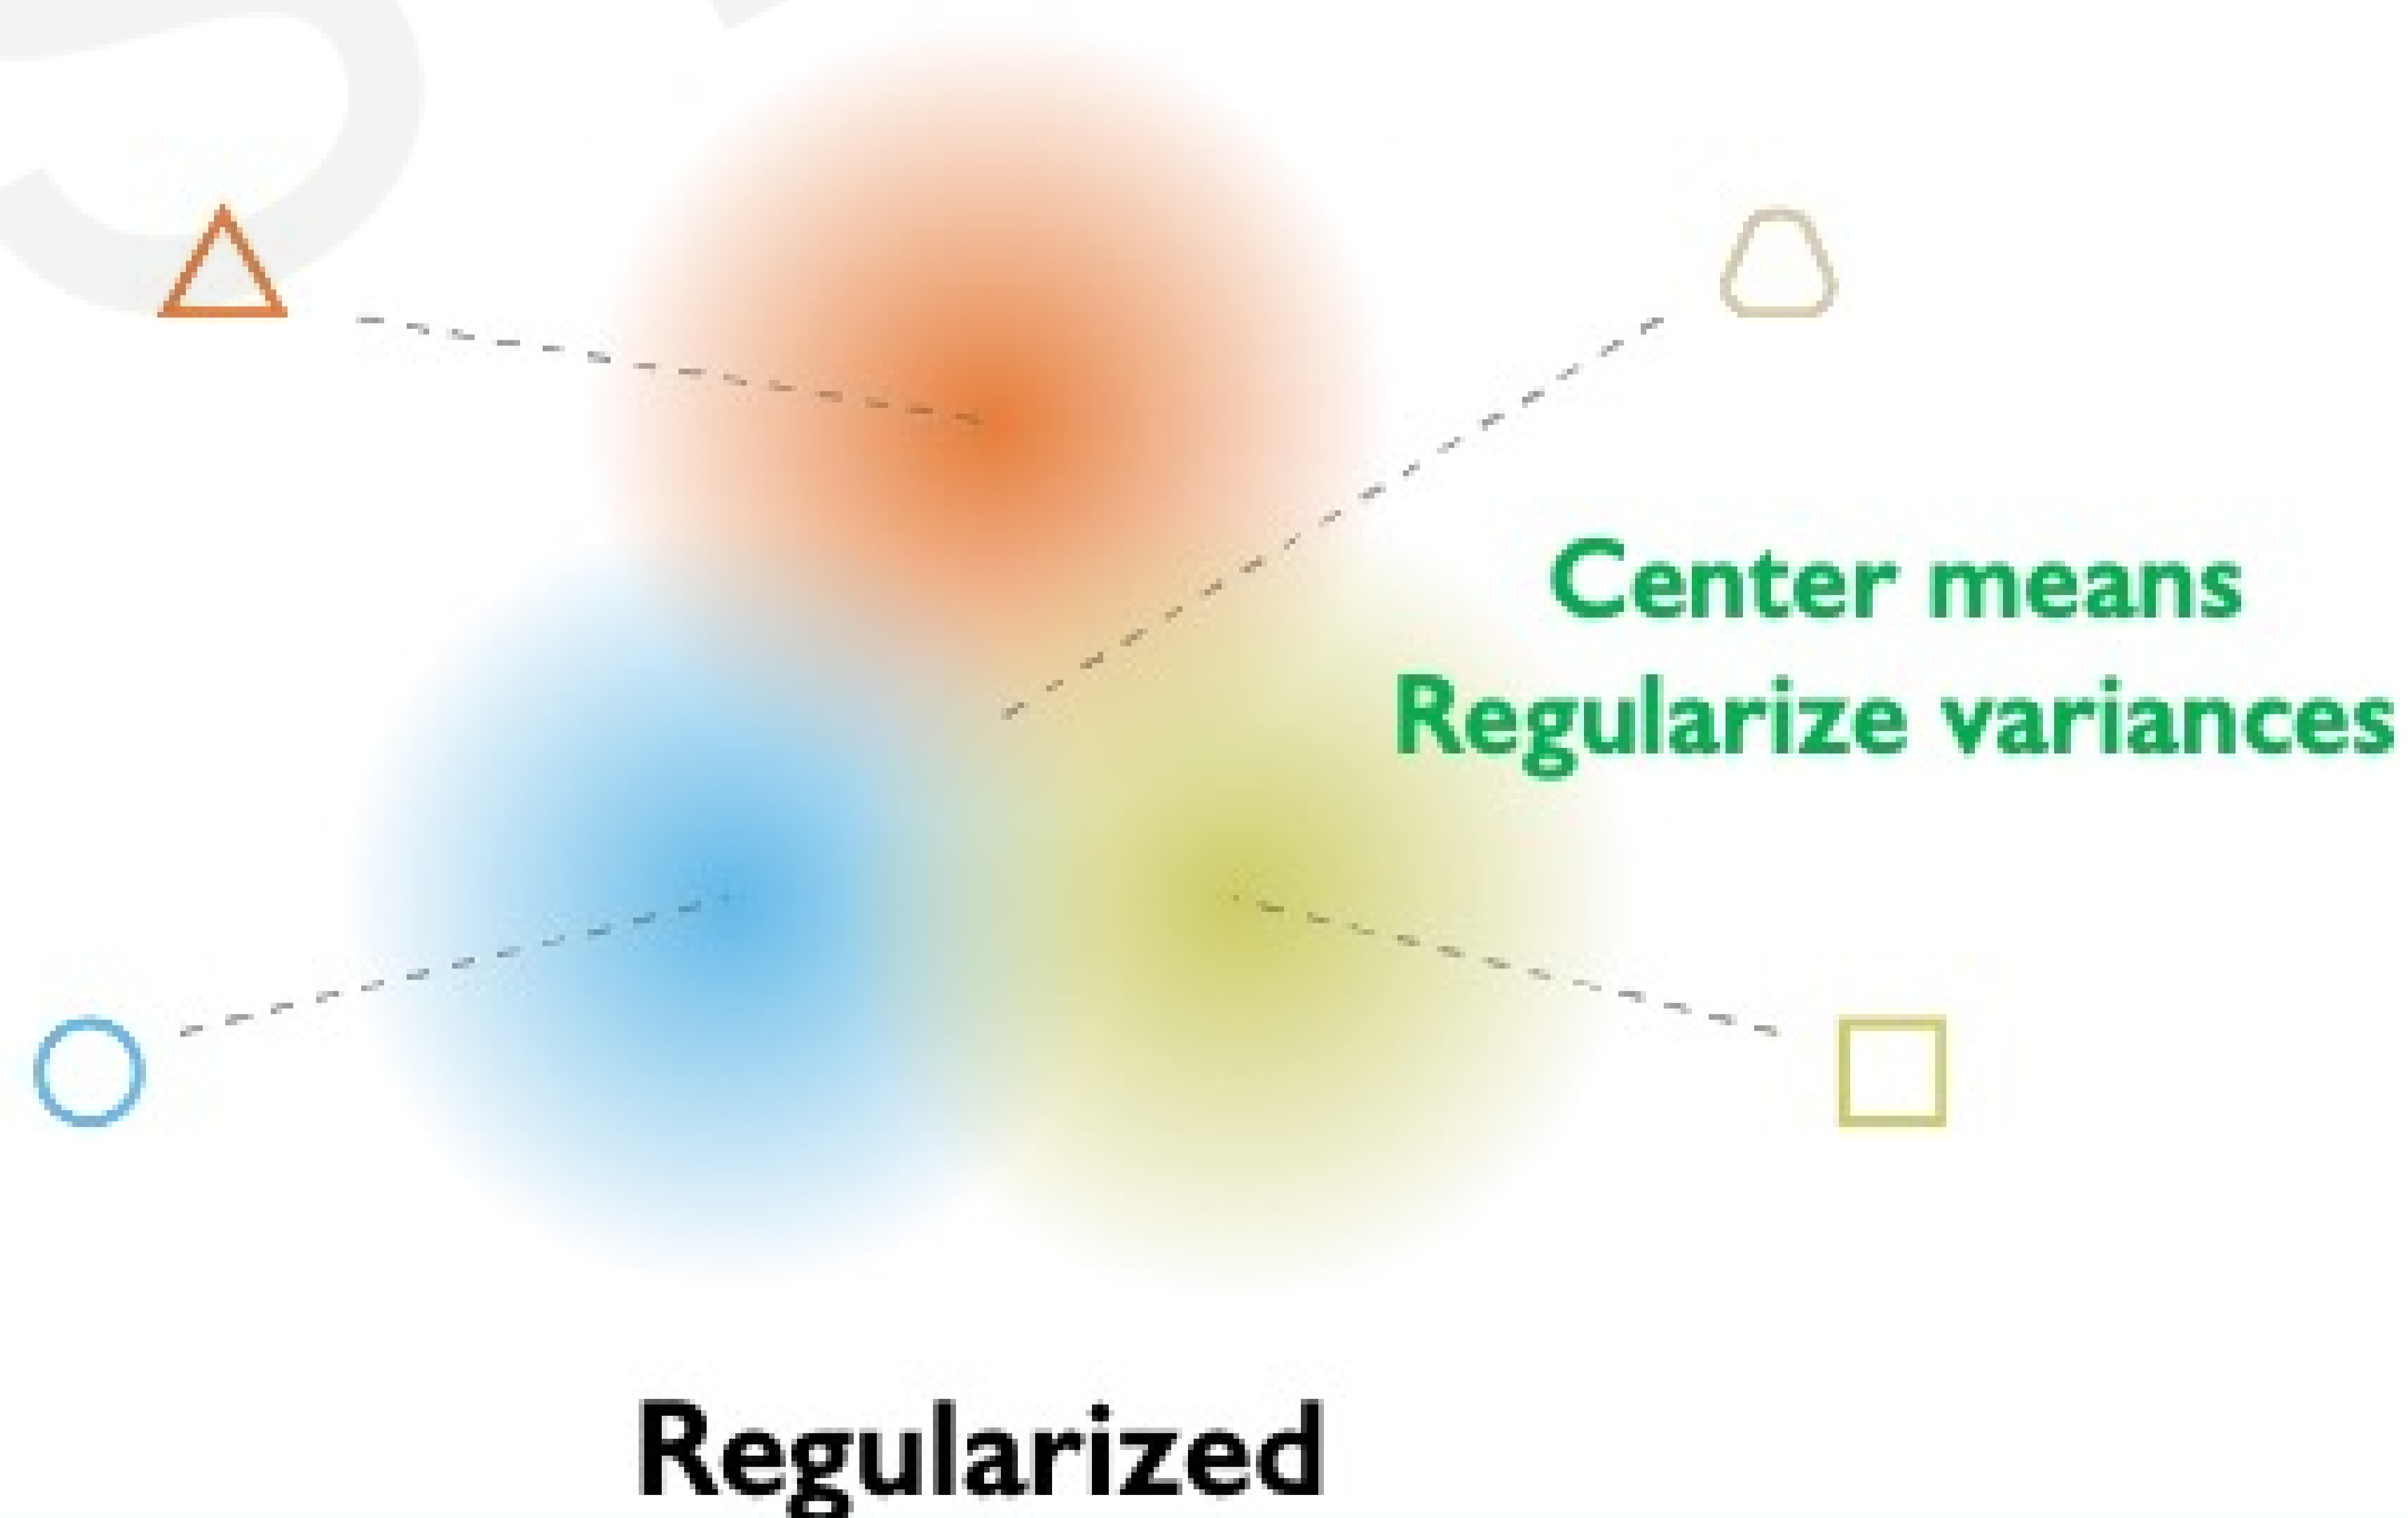 Center means
Regularize variances
Regularized